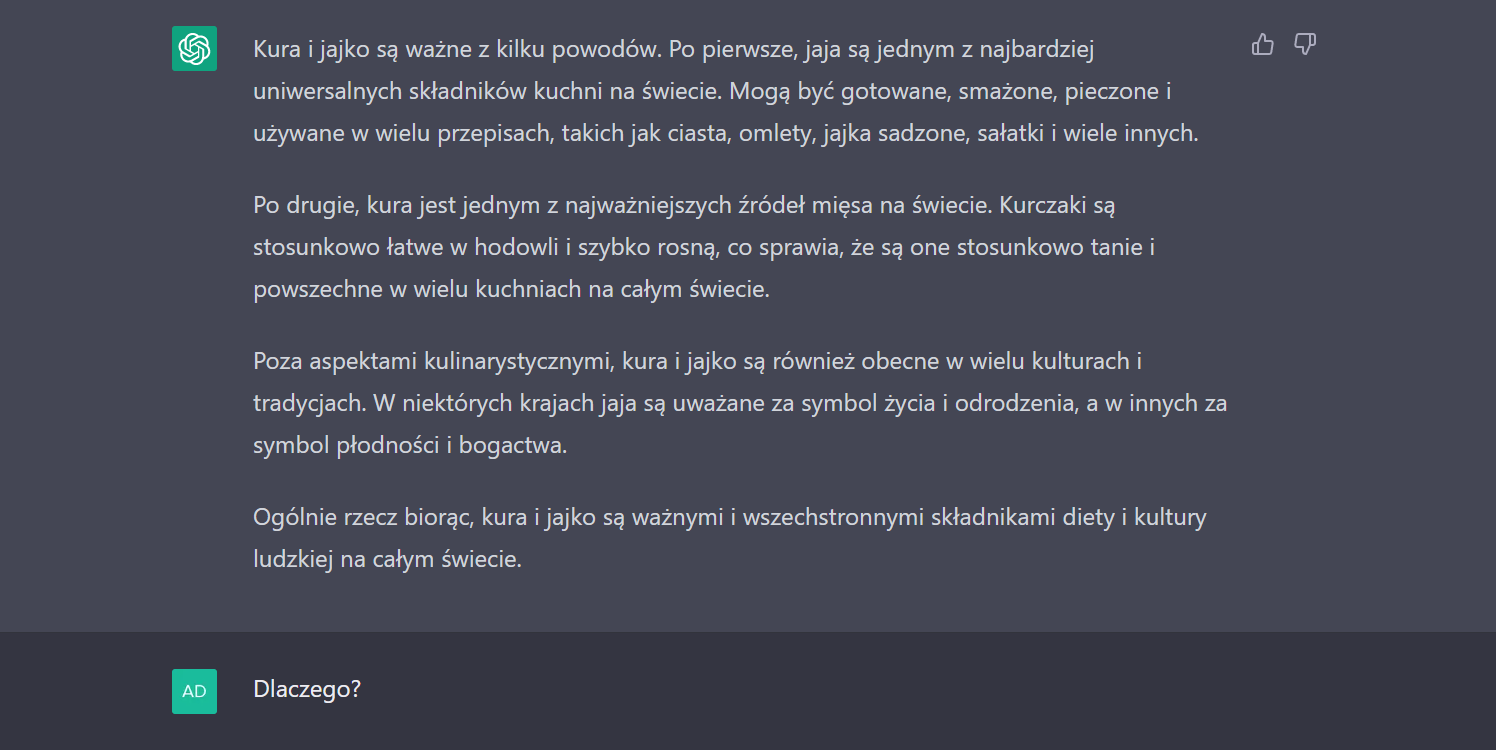 Kura i jajko są ważne z kilku powodów. Po pierwsze, jaja są jednym z najbardziej
uniwersalnych składników kuchni na świecie. Mogą być gotowane, smażone, pieczone i
używane w wielu przepisach, takich jak ciasta, omlety, jajka sadzone, sałatki i wiele innych.
Po drugie, kura jest jednym z najważniejszych źródeł mięsa na świecie. Kurczaki są
stosunkowo łatwe w hodowli i szybko rosną, co sprawia, że są one stosunkowo tanie i
powszechne w wielu kuchniach na całym świecie.
Poza aspektami kulinarystycznymi, kura i jajko są również obecne w wielu kulturach i
tradycjach. W niektórych krajach jaja są uważane za symbol życia i odrodzenia, a w innych za
symbol płodności i bogactwa.
Ogólnie rzecz biorąc, kura i jajko są ważnymi i wszechstronnymi składnikami diety i kultury
ludzkiej na całym świecie.
AD Dlaczego?